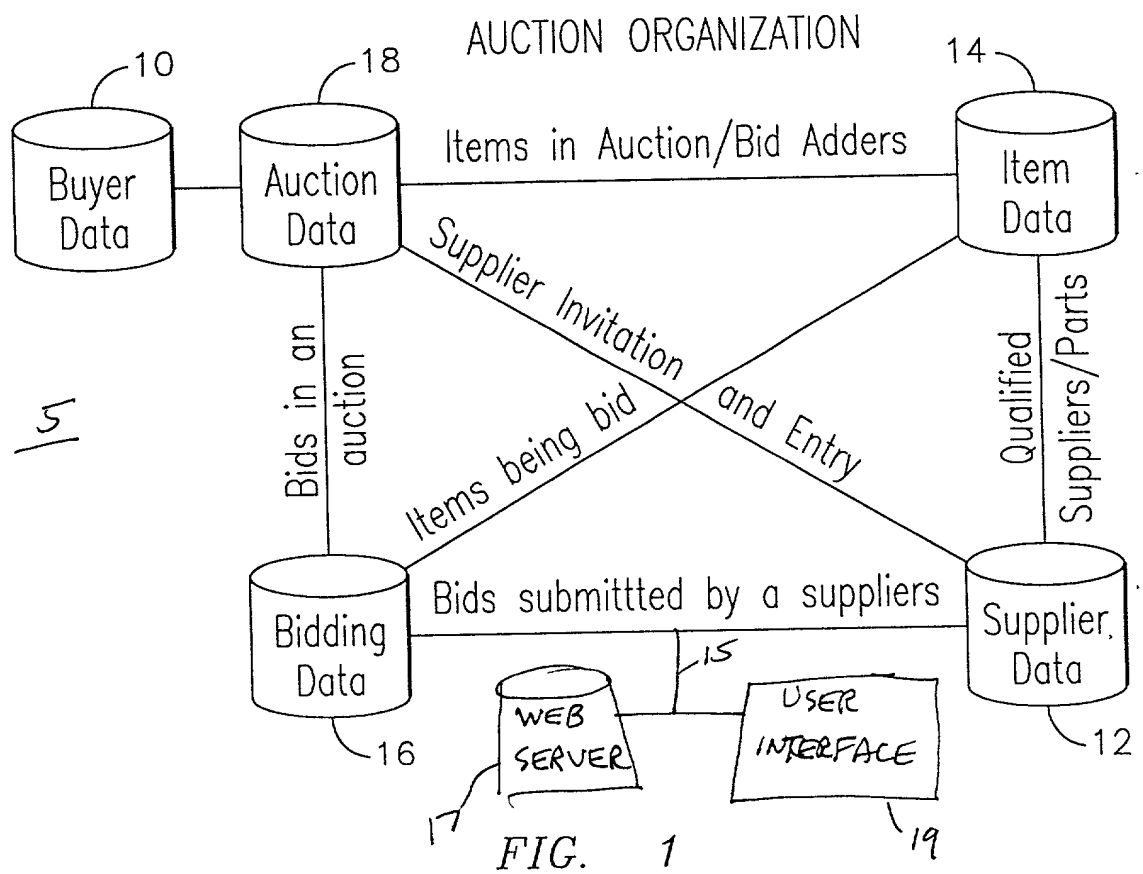 AUCTION ORGANIZATION
10
18
14
Buyer
Data
Auction
Data
Items in Auction/Bid Adders
Item
Data
Supplier Invitation
and Entry
Bids in an
auction
Items being bid
Qualified
Suppliers/Parts
5
Bidding
Data
Bids submittted by a suppliers
Supplier
Data
15
WEB
SERVER
USER
INTERFACE
16
12
17
19
FIG. 1